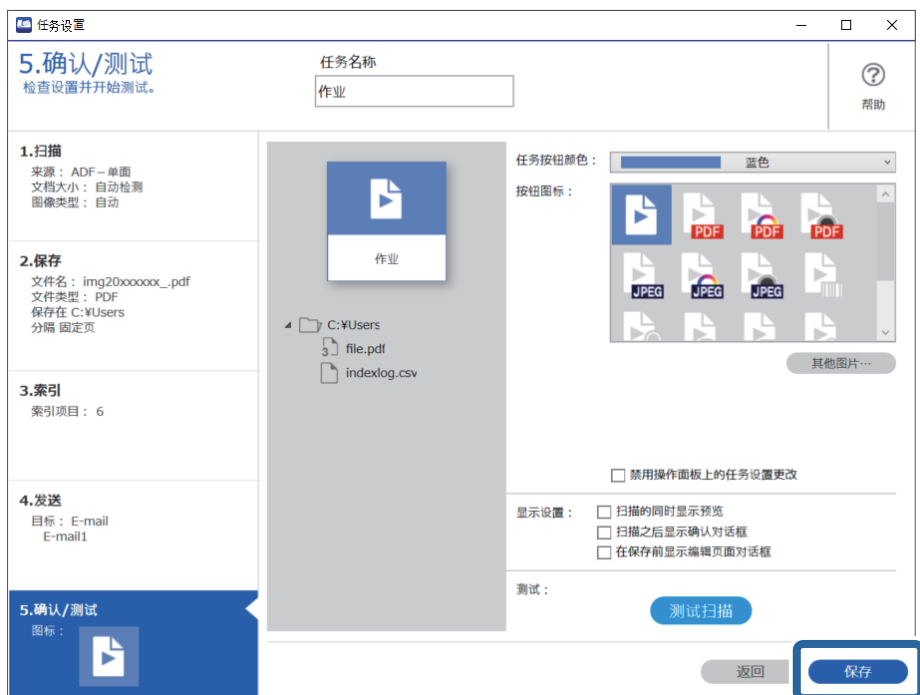 任务设置
5.确认/测试
检查设置并开始测试。
任务名称
作业
帮助
1.扫描
来源： ADF－单面
文档大小： 自动检测
图像类型： 自动
2.保存
文件名： img20xxxxxx_.pdf
文件类型： PDF
保存在 C:¥Users
分隔 固定页
3.索引
索引项目： 6
4.发送
目标： E-mail
E-mail1
5.确认/测试
图标：
作业
C:¥Users
3 file.pdf
indexlog.csv
任务按钮颜色： 蓝色
按钮图标：
PDF PDF PDF
JPEG JPEG JPEG
其他图片…
禁用操作面板上的任务设置更改
显示设置： 扫描的同时显示预览
扫描之后显示确认对话框
在保存前显示编辑页面对话框
测试：
测试扫描
返回 保存